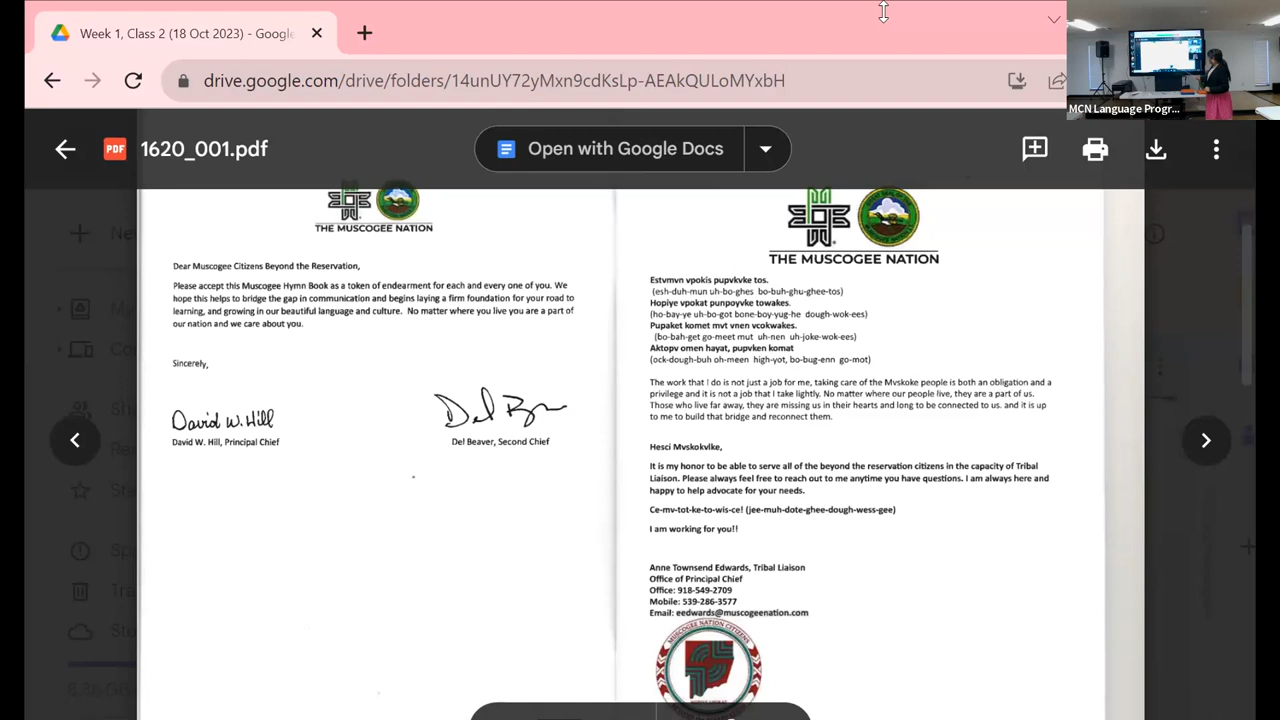 Week 1, Class 2 (18 Oct 2023) - Google
drive.google.com/drive/folders/14unUY72yMxn9cdKsLp-AEAkQULoMYxbH
MCN Language Progr...
PDF
1620_001.pdf
Open with Google Docs
THE MUSCOGEE NATION
Dear Muscogee Citizens Beyond the Reservation,
Please accept this Muscogee Hymn Book as a token of endearment for each and every one of you. We
hope this helps to bridge the gap in communication and begins laying a firm foundation for your road to
learning, and growing in our beautiful language and culture. No matter where you live you are a part of
our nation and we care about you.
Sincerely,
David W. Hill
David W. Hill, Principal Chief
Del Beaver, Second Chief
THE MUSCOGEE NATION
Estvmvn vpokis pupvkvke tos.
(esh-duh-mun uh-bo-ghes bo-buh-ghu-ghee-tos)
Hopiye vpokat punpoyvke towakes.
(ho-bay-ye uh-bo-got bone-boy-yug-he dough-wok-ees)
Pupaket komet mvt vnen vcokwakes.
(bo-bah-get go-meet mut uh-nen uh-joke-wok-ees)
Aktopv omen hayat, pupvken komat
(ock-dough-buh oh-meen high-yot, bo-bug-enn go-mot)
The work that I do is not just a job for me, taking care of the Mvskoke people is both an obligation and a
privilege and it is not a job that I take lightly. No matter where our people live, they are a part of us.
Those who live far away, they are missing us in their hearts and long to be connected to us. and it is up
to me to build that bridge and reconnect them.
Hesci Mvskokvlke,
It is my honor to be able to serve all of the beyond the reservation citizens in the capacity of Tribal
Liaison. Please always feel free to reach out to me anytime you have questions. I am always here and
happy to help advocate for your needs.
Ce-mv-tot-ke-to-wis-ce! (jee-muh-dote-ghee-dough-wess-gee)
I am working for you!!
Anne Townsend Edwards, Tribal Liaison
Office of Principal Chief
Office: 918-549-2709
Mobile: 539-286-3577
Email: eedwards@muscogeenation.com
MUSCOGEE NATION CITIZENS